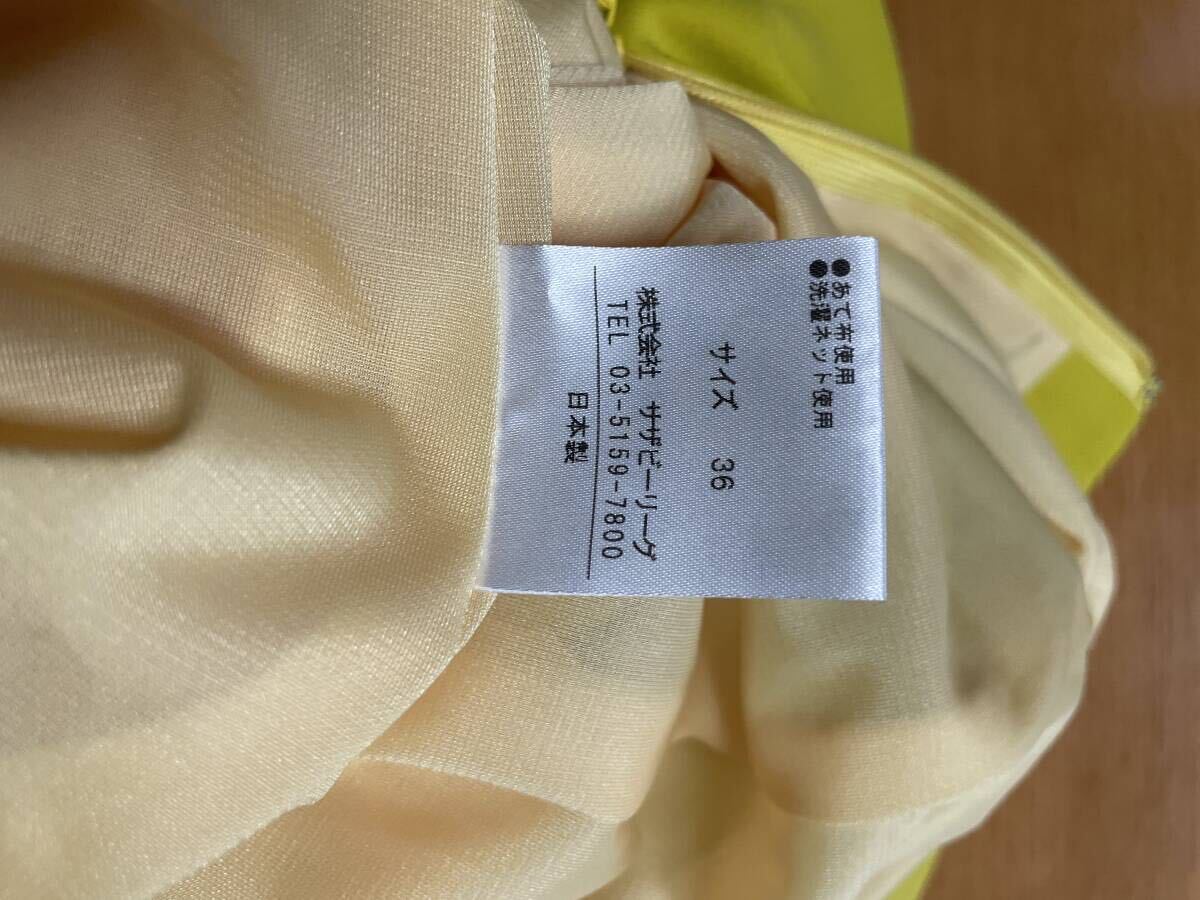 ●あて布使用
●洗濯ネット使用
サイズ 36
株式会社 サザビーリーグ
TEL 03-5159-7800
日本製